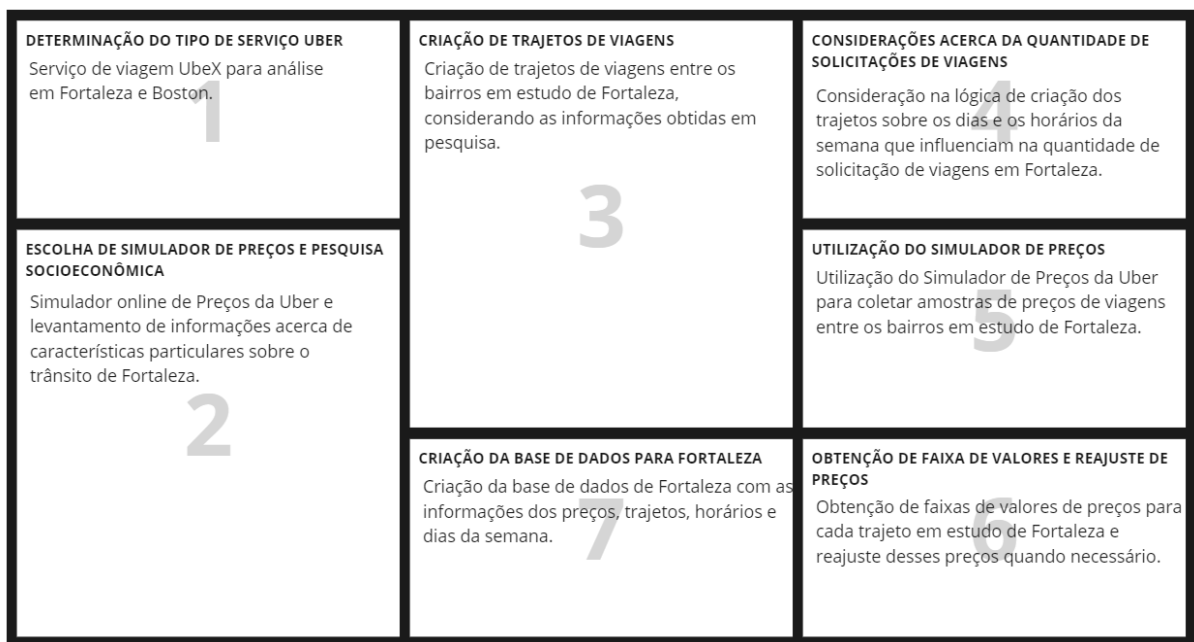 DETERMINAÇÃO DO TIPO DE SERVIÇO UBER
Serviço de viagem UbeX para análise
em Fortaleza e Boston.
1
ESCOLHA DE SIMULADOR DE PREÇOS E PESQUISA
SOCIOECONÔMICA
Simulador online de Preços da Uber e
levantamento de informações acerca de
características particulares sobre o
trânsito de Fortaleza.
2
CRIAÇÃO DE TRAJETOS DE VIAGENS
Criação de trajetos de viagens entre os
bairros em estudo de Fortaleza,
considerando as informações obtidas em
pesquisa.
3
CONSIDERAÇÕES ACERCA DA QUANTIDADE DE
SOLICITAÇÕES DE VIAGENS
Consideração na lógica de criação dos
trajetos sobre os dias e os horários da
semana que influenciam na quantidade de
solicitação de viagens em Fortaleza.
4
UTILIZAÇÃO DO SIMULADOR DE PREÇOS
Utilização do Simulador de Preços da Uber
para coletar amostras de preços de viagens
entre os bairros em estudo de Fortaleza.
5
OBTENÇÃO DE FAIXA DE VALORES E REAJUSTE DE
PREÇOS
Obtenção de faixas de valores de preços para
cada trajeto em estudo de Fortaleza e
reajuste desses preços quando necessário.
6
CRIAÇÃO DA BASE DE DADOS PARA FORTALEZA
Criação da base de dados de Fortaleza com as
informações dos preços, trajetos, horários e
dias da semana.
7